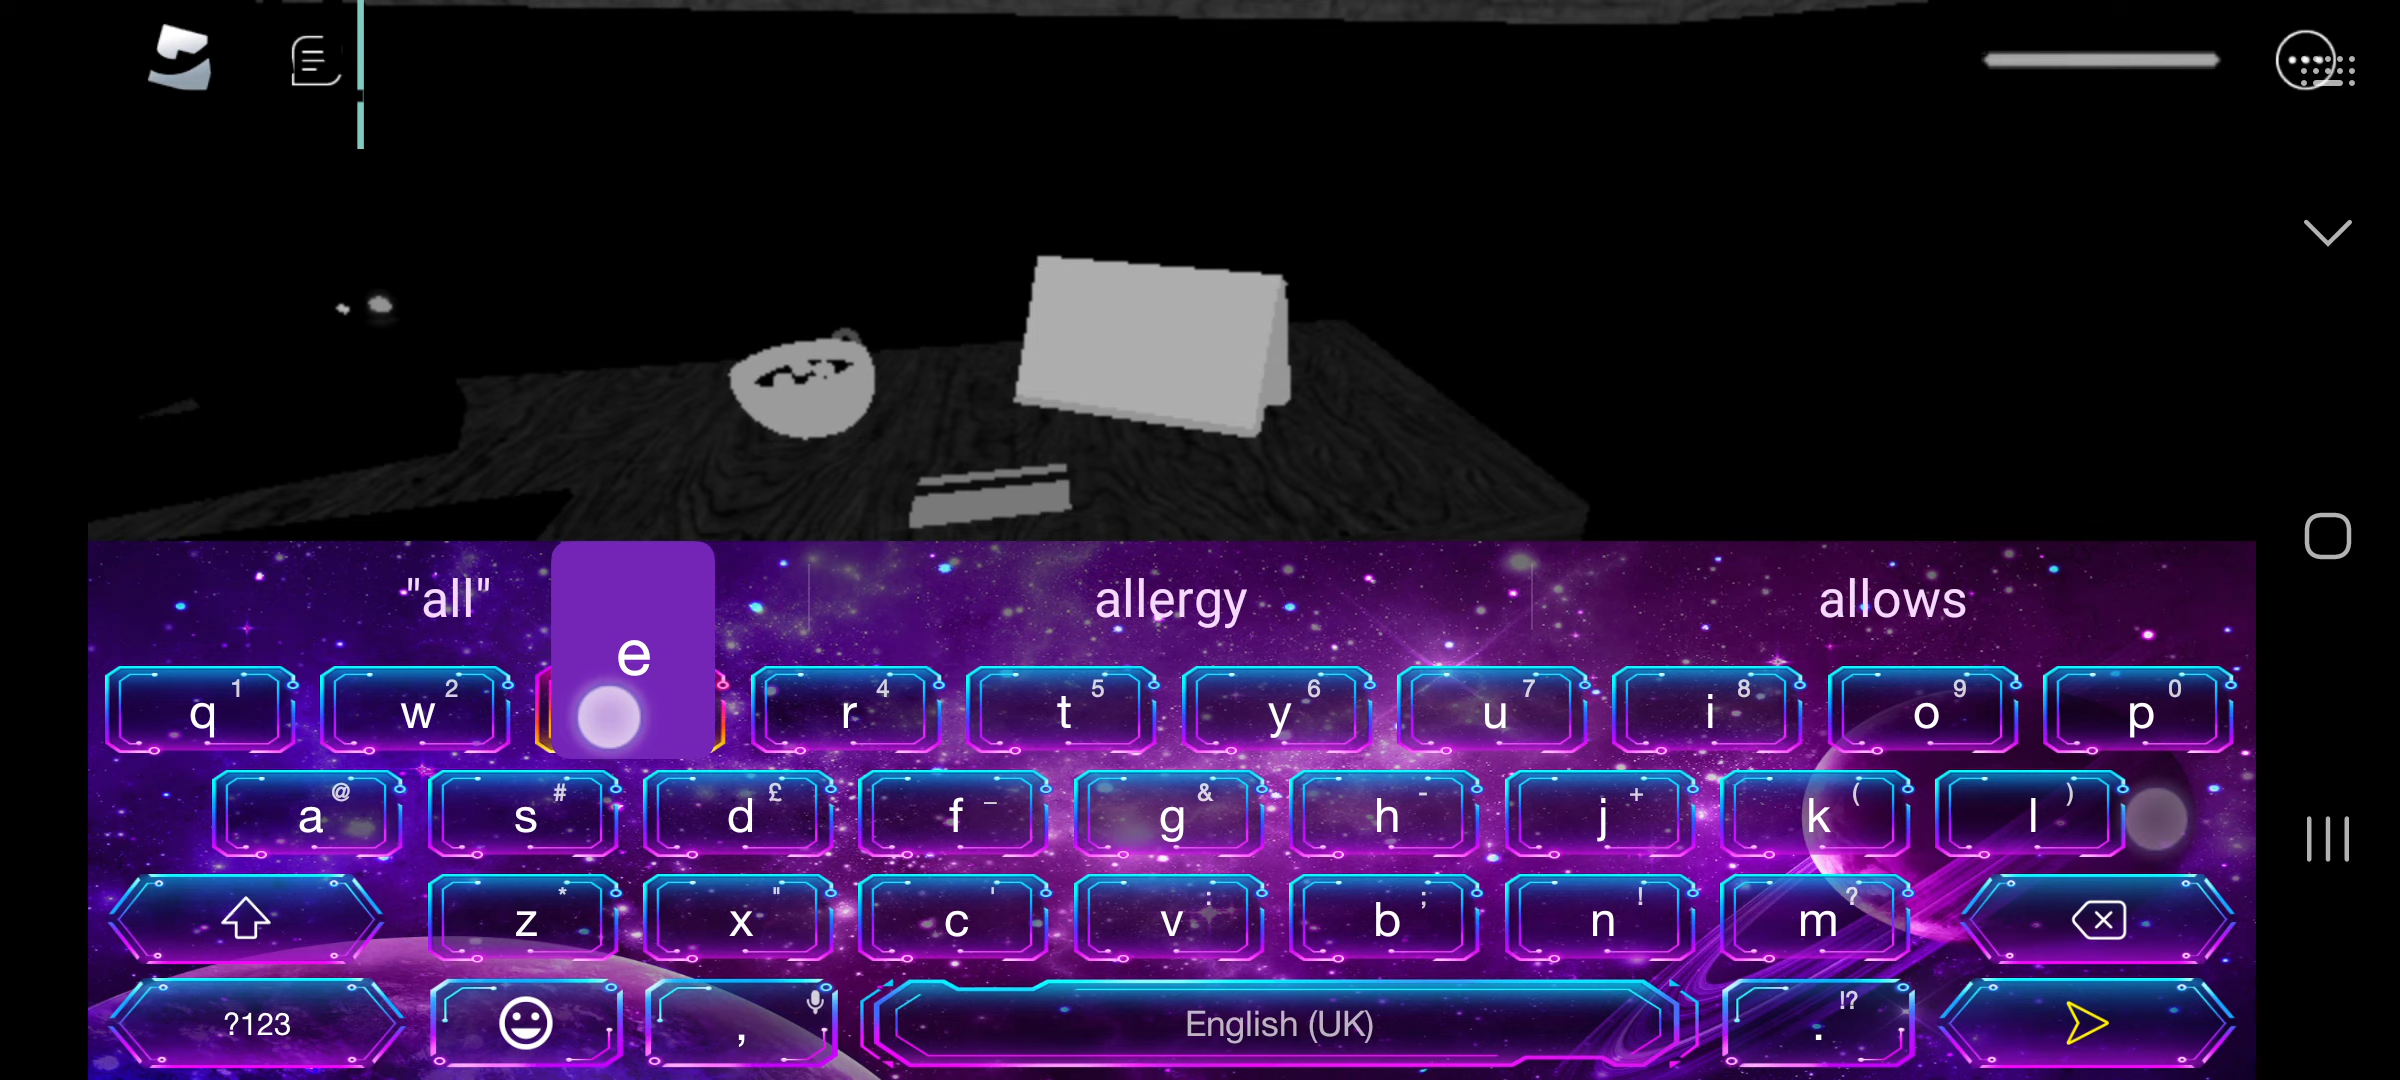 "all" allergy allows
e
q 1 w 2 r 4 t 5 y 6 u 7 i 8 o 9 p 0
a @ s # d £ f _ g & h - j + k ( l )
z * x " c ' v : b ; n ! m ?
?123 , English (UK) . !?